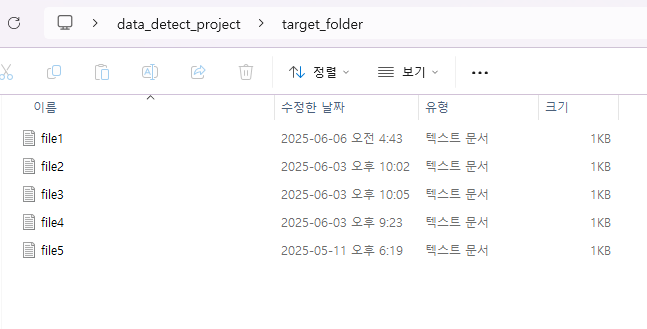 data_detect_project > target_folder
정렬 보기 ...
이름 수정한 날짜 유형 크기
file1 2025-06-06 오전 4:43 텍스트 문서 1KB
file2 2025-06-03 오후 10:02 텍스트 문서 1KB
file3 2025-06-03 오후 10:05 텍스트 문서 1KB
file4 2025-06-03 오후 9:23 텍스트 문서 1KB
file5 2025-05-11 오후 6:19 텍스트 문서 1KB